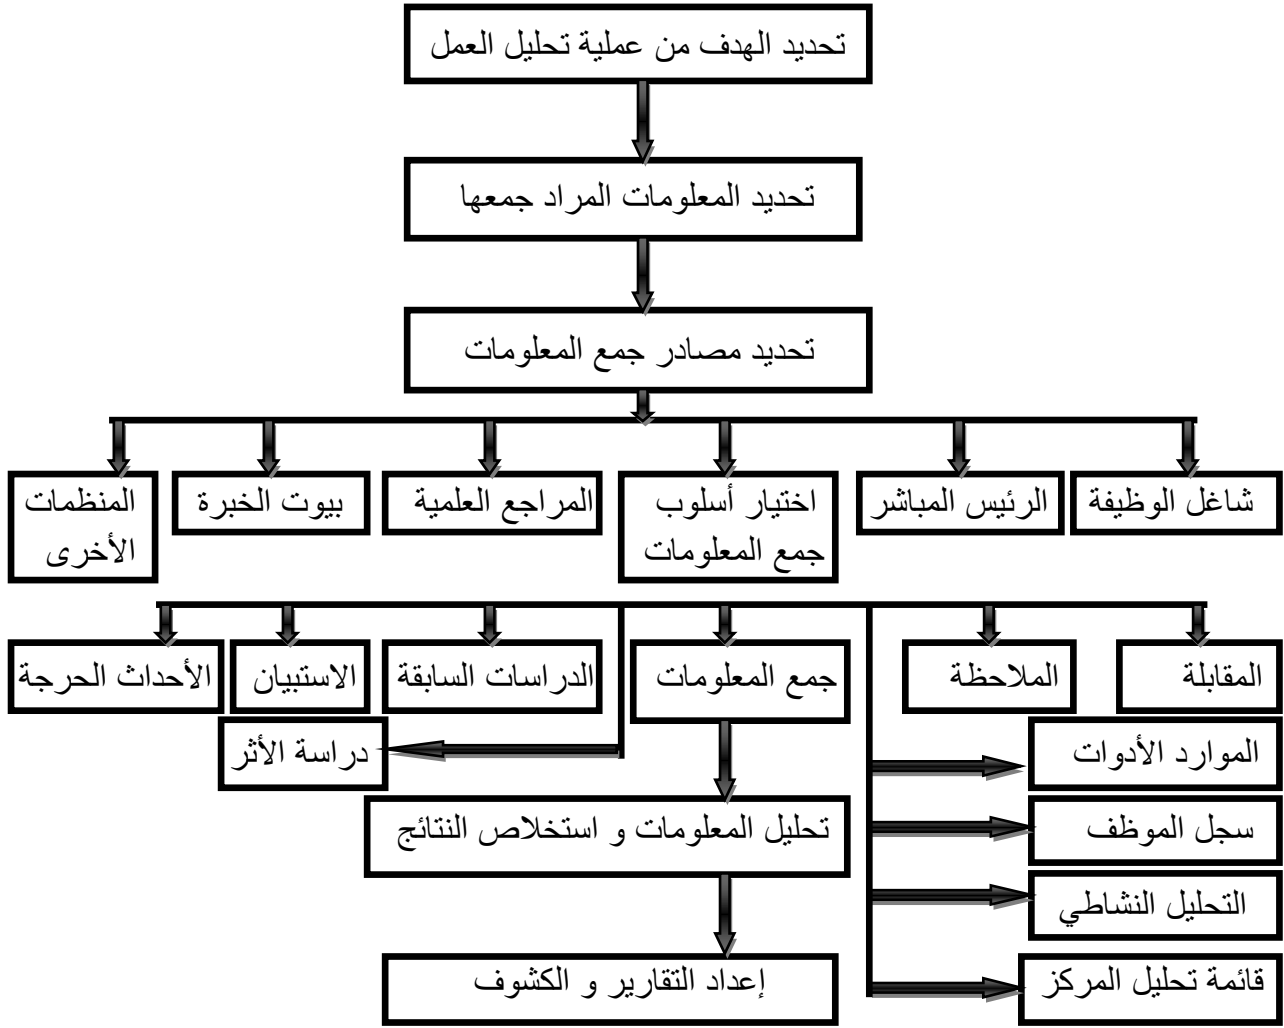 تحديد الهدف من عملية تحليل العمل
تحديد المعلومات المراد جمعها
تحديد مصادر جمع المعلومات
شاغل الوظيفة
الرئيس المباشر
اختيار أسلوب
جمع المعلومات
المراجع العلمية
بيوت الخبرة
المنظمات
الأخرى
المقابلة
الملاحظة
جمع المعلومات
الدراسات السابقة
الاستبيان
الأحداث الحرجة
الموارد الأدوات
دراسة الأثر
سجل الموظف
تحليل المعلومات و استخلاص النتائج
التحليل النشاطي
قائمة تحليل المركز
إعداد التقارير و الكشوف